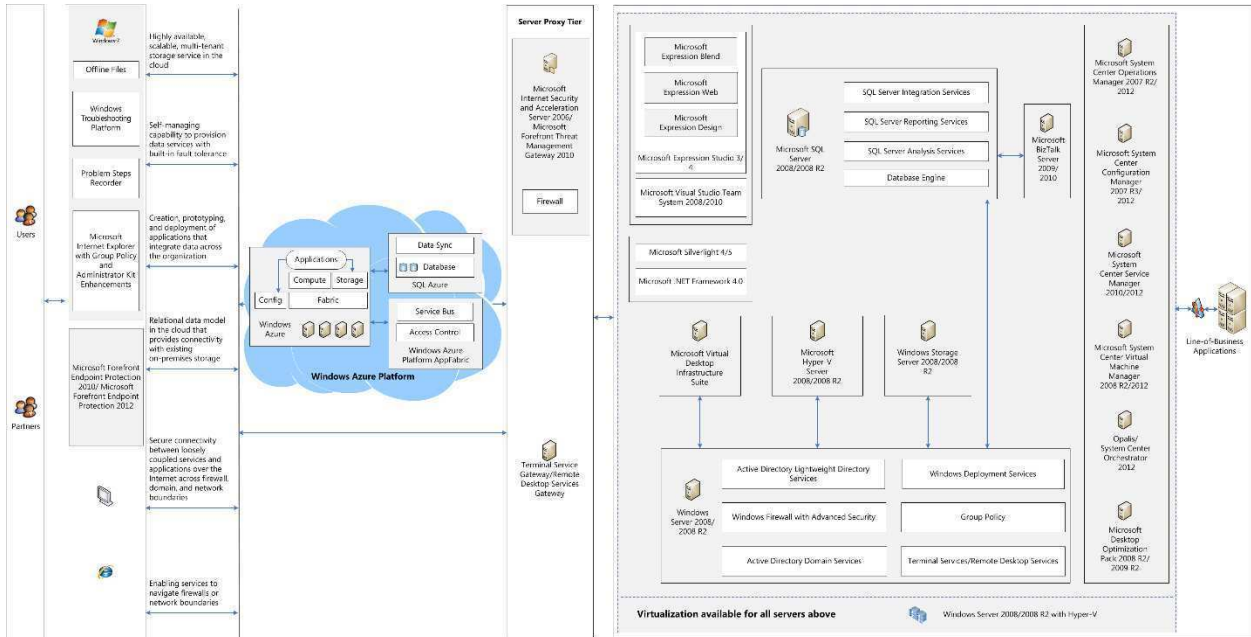 Users
Partners
Windows 7
Offline Files
Windows
Troubleshooting
Platform
Problem Steps
Recorder
Microsoft
Internet Explorer
with Group Policy
and
Administrator Kit
Enhancements
Microsoft Forefront
Endpoint Protection
2010/ Microsoft
Forefront Endpoint
Protection 2012
Highly available,
scalable, multi-tenant
storage service in the
cloud
Self-managing
capability to provision
data services with
built-in fault tolerance
Creation, prototyping,
and deployment of
applications that
integrate data across
the organization
Relational data model
in the cloud that
provides connectivity
with existing
on-premises storage
Secure connectivity
between loosely
coupled services and
applications over the
Internet across firewall,
domain, and network
boundaries
Enabling services to
navigate firewalls or
network boundaries
Applications
Compute
Storage
Config
Fabric
Windows
Azure
Data Sync
Database
SQL Azure
Service Bus
Access Control
Windows Azure
Platform AppFabric
Windows Azure Platform
Server Proxy Tier
Microsoft
Internet Security
and Acceleration
Server 2006/
Microsoft
Forefront Threat
Management
Gateway 2010
Firewall
Terminal Service
Gateway/Remote
Desktop Services
Gateway
Microsoft
Expression Blend
Microsoft
Expression Web
Microsoft
Expression Design
Microsoft Expression Studio 3/
4
Microsoft Visual Studio Team
System 2008/2010
Microsoft Silverlight 4/5
Microsoft .NET Framework 4.0
Microsoft SQL
Server
2008/2008 R2
SQL Server Integration Services
SQL Server Reporting Services
SQL Server Analysis Services
Database Engine
Microsoft
BizTalk
Server
2009/
2010
Microsoft Virtual
Desktop
Infrastructure
Suite
Microsoft
Hyper-V
Server
2008/2008 R2
Windows Storage
Server 2008/2008
R2
Windows
Server 2008/
2008 R2
Active Directory Lightweight Directory
Services
Windows Firewall with Advanced Security
Active Directory Domain Services
Windows Deployment Services
Group Policy
Terminal Services/Remote Desktop Services
Virtualization available for all servers above
Windows Server 2008/2008 R2 with Hyper-V
Microsoft System
Center Operations
Manager 2007 R2/
2012
Microsoft System
Center
Configuration
Manager
2007 R3/
2012
Microsoft
System
Center Service
Manager
2010/2012
Microsoft System
Center Virtual
Machine
Manager
2008 R2/2012
Opalis/
System Center
Orchestrator
2012
Microsoft
Desktop
Optimization
Pack 2008 R2/
2009 R2
Line-of-Business
Applications